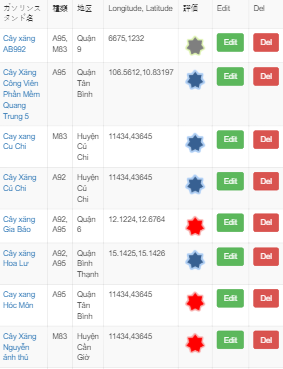 ガソリンス
タンド名 種類 地区 Longitude, Latitude 評価 Edit Del
Cây xăng
AB992 A95,
M83 Quận
9 6675,1232 Edit Del
Cây Xăng
Công Viên
Phần Mềm
Quang
Trung 5 A95 Quận
Tân
Bình 106.5612,10.83197 Edit Del
Cay xang
Cu Chi M83 Huyện
Củ
Chi 11434,43645 Edit Del
Cây Xăng
Củ Chi A92 Huyện
Củ
Chi 11434,43645 Edit Del
Cây xăng
Gia Bảo A92,
A95 Quận
6 12.1224,12.6764 Edit Del
Cây xăng
Hoa Lư A92,
A95 Quận
Bình
Thạnh 15.1425,15.1426 Edit Del
Cay xang
Hóc Môn A95 Quận
Tân
Bình 11434,43645 Edit Del
Cây Xăng
Nguyễn
ảnh thủ M83 Huyện
Cần
Giờ 11434,43645 Edit Del